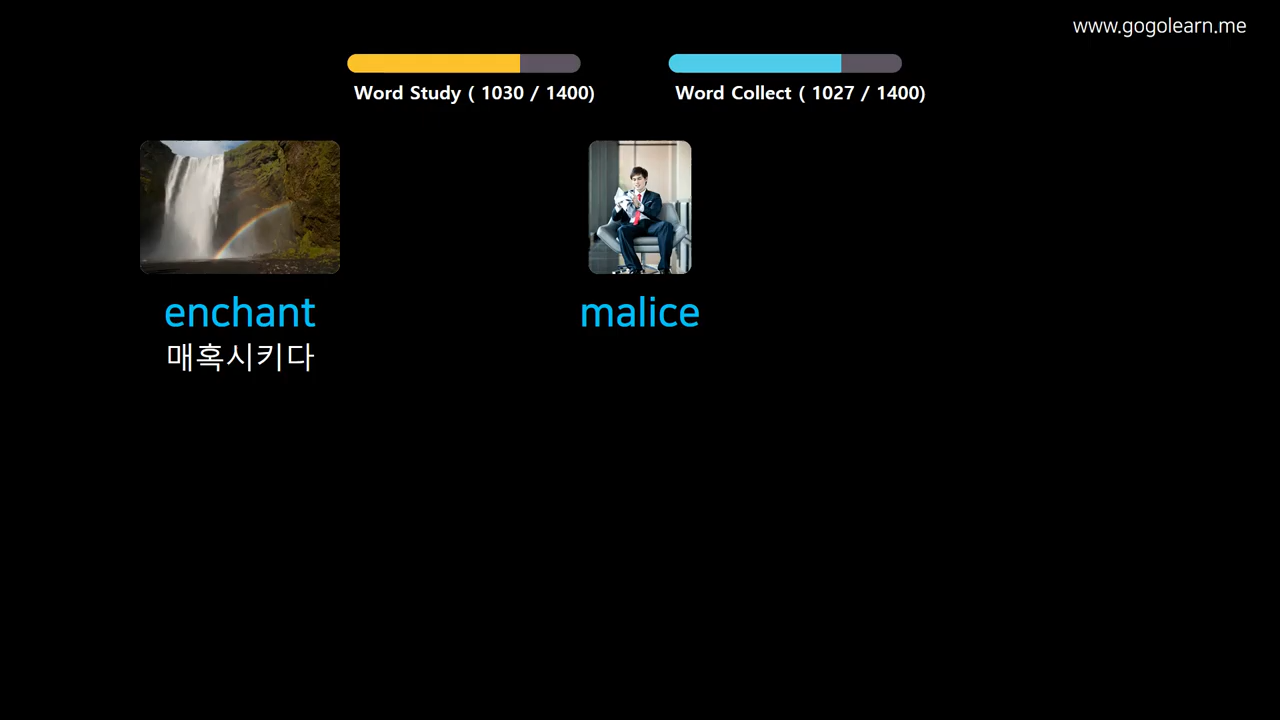 www.gogolearn.me
Word Study ( 1030 / 1400)
Word Collect ( 1027 / 1400)
enchant
매혹시키다
malice